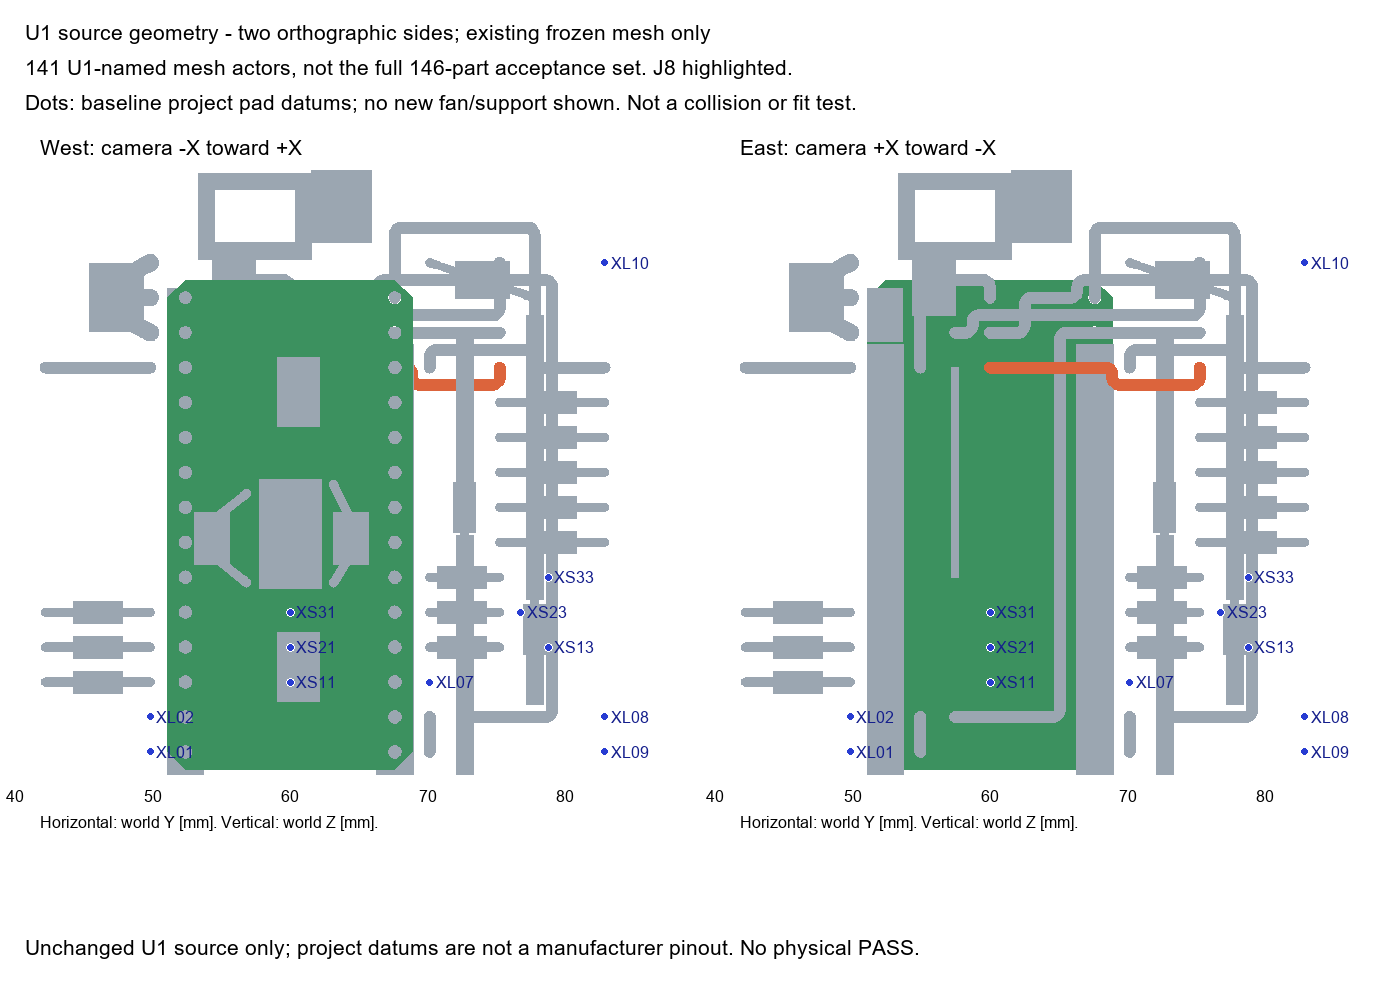 U1 source geometry - two orthographic sides; existing frozen mesh only
141 U1-named mesh actors, not the full 146-part acceptance set. J8 highlighted.
Dots: baseline project pad datums; no new fan/support shown. Not a collision or fit test.
West: camera -X toward +X
XL10
XS33
XS31
XS23
XS21
XS13
XS11
XL07
XL02
XL08
XL01
XL09
40 50 60 70 80
Horizontal: world Y [mm]. Vertical: world Z [mm].
East: camera +X toward -X
XL10
XS33
XS31
XS23
XS21
XS13
XS11
XL07
XL02
XL08
XL01
XL09
40 50 60 70 80
Horizontal: world Y [mm]. Vertical: world Z [mm].
Unchanged U1 source only; project datums are not a manufacturer pinout. No physical PASS.